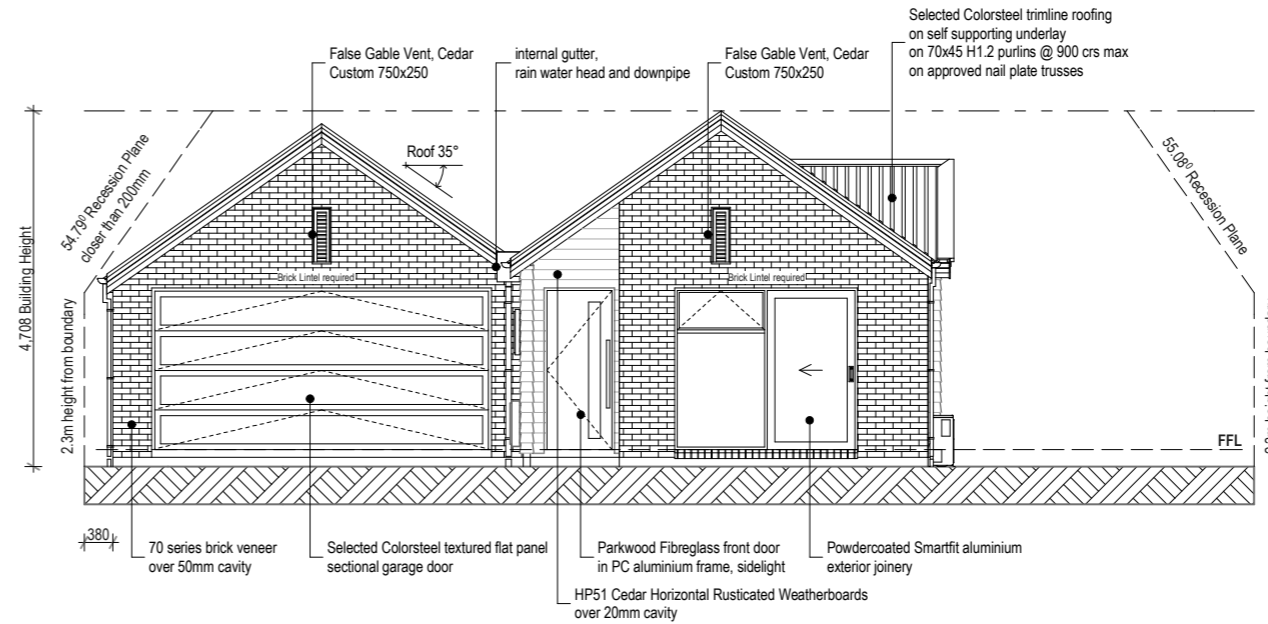 Selected Colorsteel trimline roofing
on self supporting underlay
on 70x45 H1.2 purlins @ 900 crs max
on approved nail plate trusses
False Gable Vent, Cedar
Custom 750x250
internal gutter,
rain water head and downpipe
False Gable Vent, Cedar
Custom 750x250
54.79⁰ Recession Plane
closer than 200mm
Roof 35°
55.08⁰ Recession Plane
4,708 Building Height
2.3m height from boundary
Brick Lintel required
Brick Lintel required
FFL
380
70 series brick veneer
over 50mm cavity
Selected Colorsteel textured flat panel
sectional garage door
Parkwood Fibreglass front door
in PC aluminium frame, sidelight
Powdercoated Smartfit aluminium
exterior joinery
HP51 Cedar Horizontal Rusticated Weatherboards
over 20mm cavity